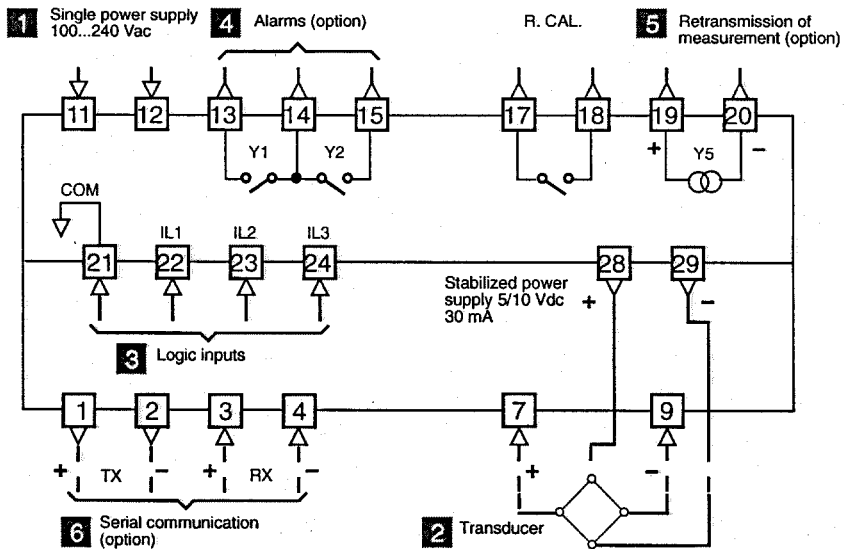 1 Single power supply
100...240 Vac
4 Alarms (option)
R. CAL.
5 Retransmission of
measurement (option)
11 12 13 14 15 17 18 19 20
Y1 Y2 + Y5 -
COM
IL1 IL2 IL3
21 22 23 24 28 29
Stabilized power
supply 5/10 Vdc
30 mA
+ -
3 Logic inputs
1 2 3 4 7 9
+ TX - + RX - + -
6 Serial communication
(option)
2 Transducer